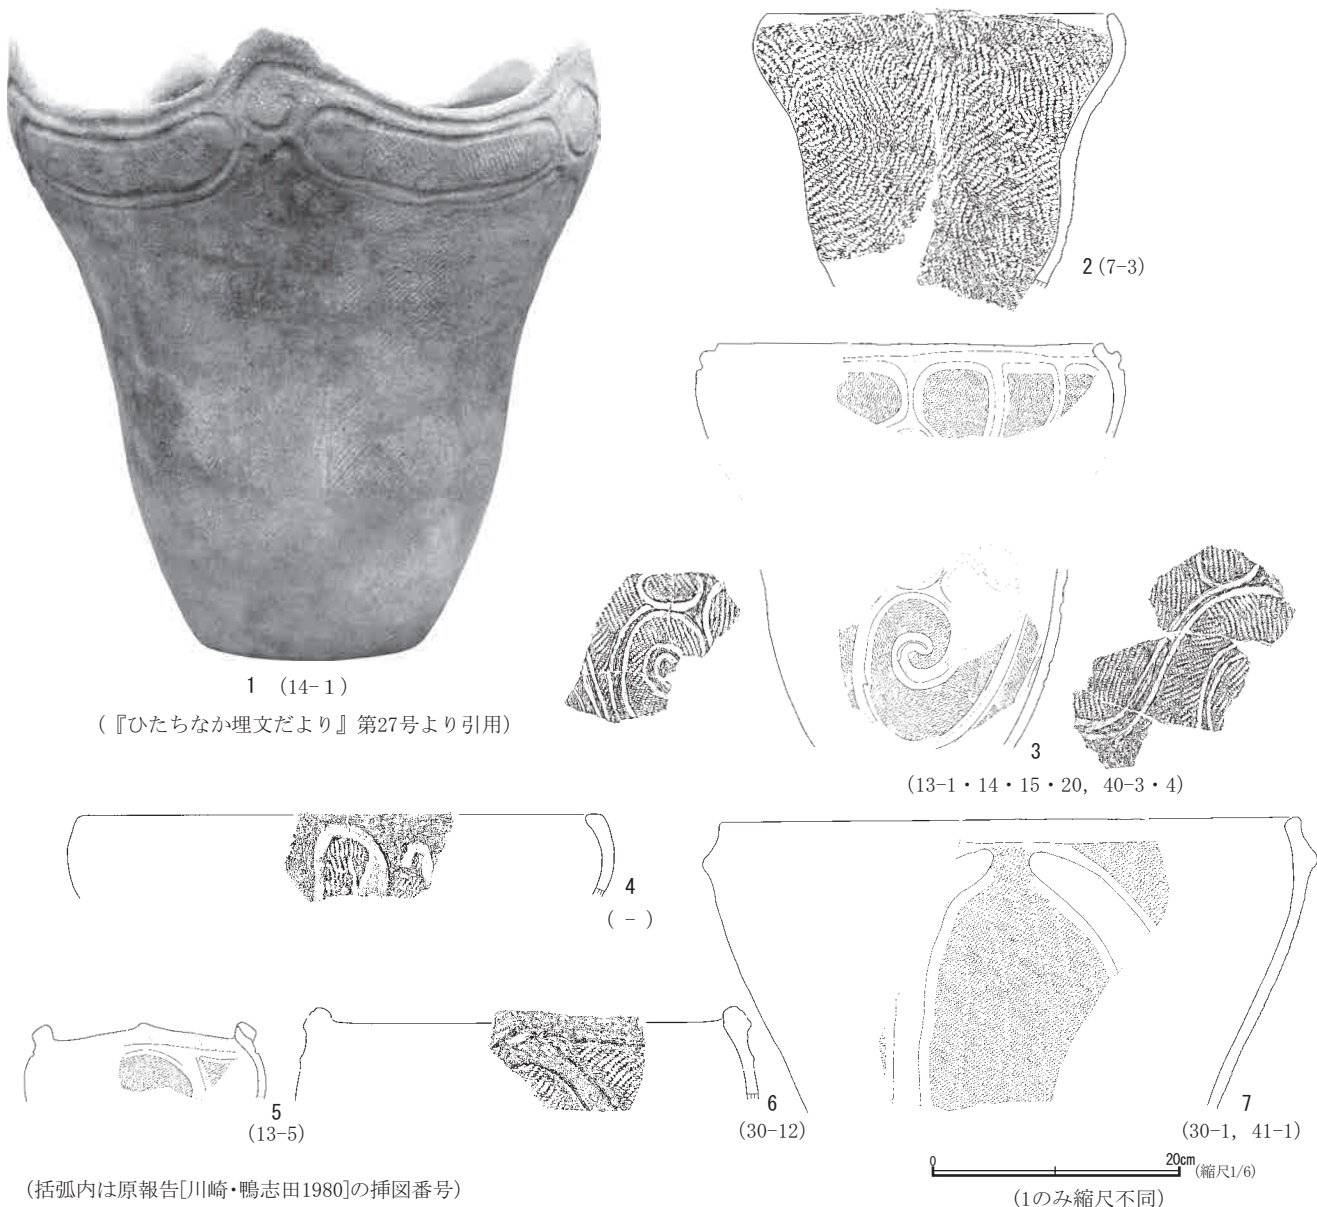 2 (7-3)
1 (14-1)
(『ひたちなか埋文だより』第27号より引用)
3
(13-1・14・15・20, 40-3・4)
4
( - )
5
(13-5)
6
(30-12)
7
(30-1, 41-1)
0 20cm (縮尺1/6)
(1のみ縮尺不同)
(括弧内は原報告[川崎・鴨志田1980]の挿図番号)